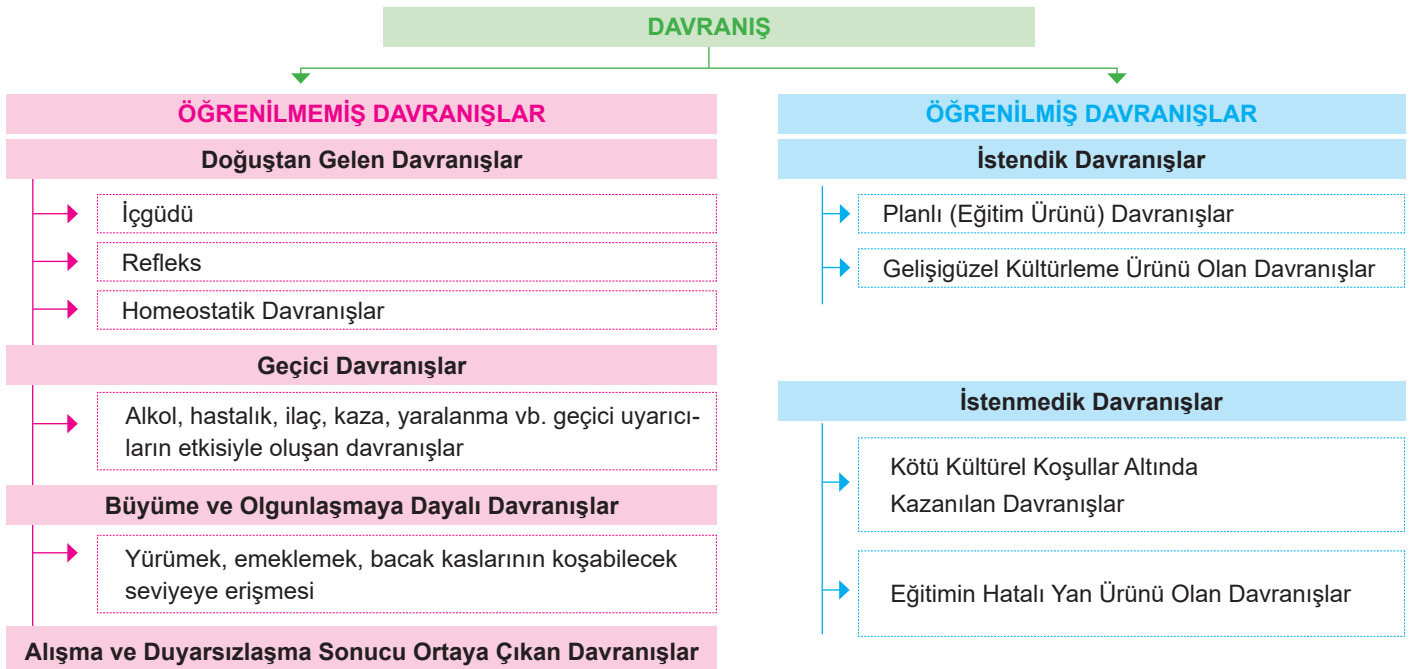 DAVRANIŞ
ÖĞRENİLMEMİŞ DAVRANIŞLAR
Doğuştan Gelen Davranışlar
İçgüdü
Refleks
Homeostatik Davranışlar
Geçici Davranışlar
Alkol, hastalık, ilaç, kaza, yaralanma vb. geçici uyarıcı-
ların etkisiyle oluşan davranışlar
Büyüme ve Olgunlaşmaya Dayalı Davranışlar
Yürümek, emeklemek, bacak kaslarının koşabilecek
seviyeye erişmesi
Alışma ve Duyarsızlaşma Sonucu Ortaya Çıkan Davranışlar
ÖĞRENİLMİŞ DAVRANIŞLAR
İstendik Davranışlar
Planlı (Eğitim Ürünü) Davranışlar
Gelişigüzel Kültürleme Ürünü Olan Davranışlar
İstenmedik Davranışlar
Kötü Kültürel Koşullar Altında
Kazanılan Davranışlar
Eğitimin Hatalı Yan Ürünü Olan Davranışlar